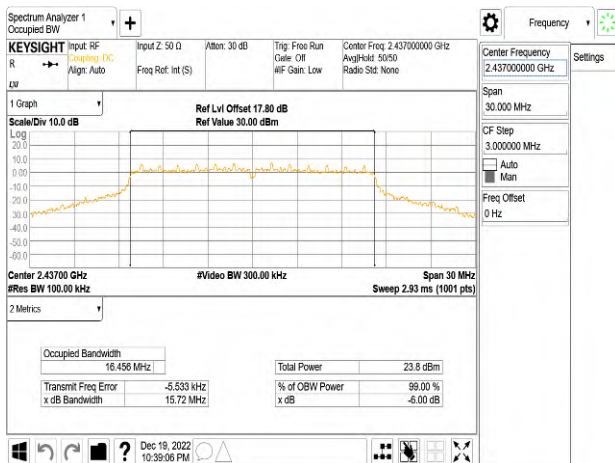 Spectrum Analyzer 1
Occupied BW
Frequency
KEYSIGHT
Input: RF
Coupling: DC
Align: Auto
Input Z: 50 Ω
Freq Ref: Int (S)
Atten: 30 dB
Trig: Free Run
Gate: Off
#IF Gain: Low
Center Freq: 2.437000000 GHz
Avg|Hold: 50/50
Radio Std: None
R
LXI
Center Frequency
2.437000000 GHz
Settings
Span
30.000 MHz
CF Step
3.000000 MHz
Auto
Man
Freq Offset
0 Hz
1 Graph
Scale/Div 10.0 dB
Ref Lvl Offset 17.80 dB
Ref Value 30.00 dBm
Log
20.0
10.0
0.00
-10.0
-20.0
-30.0
-40.0
-50.0
-60.0
Center 2.43700 GHz
#Video BW 300.00 kHz
Span 30 MHz
#Res BW 100.00 kHz
Sweep 2.93 ms (1001 pts)
2 Metrics
Occupied Bandwidth
16.456 MHz
Total Power 23.8 dBm
Transmit Freq Error -5.533 kHz
% of OBW Power 99.00 %
x dB Bandwidth 15.72 MHz
x dB -6.00 dB
?
Dec 19, 2022
10:39:06 PM